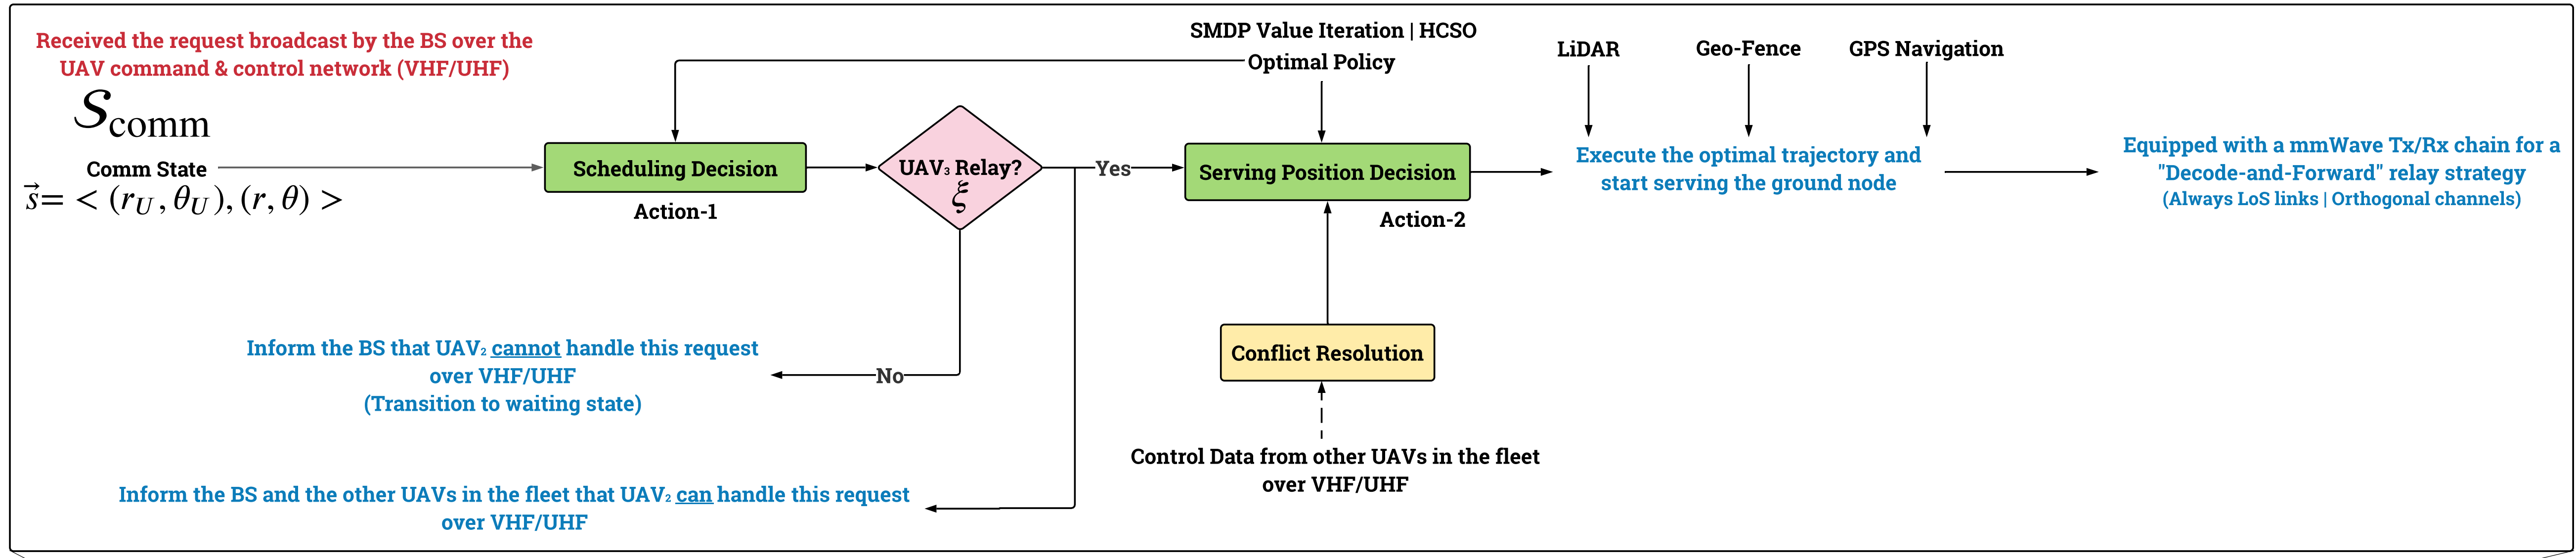 Received the request broadcast by the BS over the
UAV command & control network (VHF/UHF)
𝒮comm
Comm State
s⃗= < (r_U, θ_U), (r, θ) >
Scheduling Decision
Action-1
UAV₃ Relay?
ξ
Yes
No
SMDP Value Iteration | HCSO
Optimal Policy
Serving Position Decision
Action-2
LiDAR
Geo-Fence
GPS Navigation
Execute the optimal trajectory and
start serving the ground node
Equipped with a mmWave Tx/Rx chain for a
"Decode-and-Forward" relay strategy
(Always LoS links | Orthogonal channels)
Inform the BS that UAV₂ cannot handle this request
over VHF/UHF
(Transition to waiting state)
Conflict Resolution
Control Data from other UAVs in the fleet
over VHF/UHF
Inform the BS and the other UAVs in the fleet that UAV₂ can handle this request
over VHF/UHF